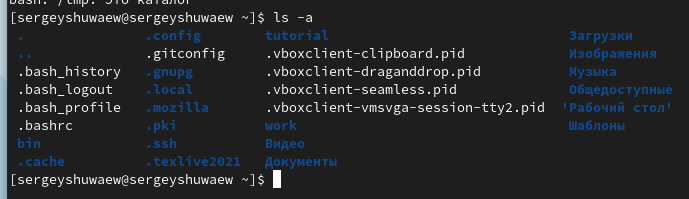 bash: /tmp: Это каталог
[sergeyshuwaew@sergeyshuwaew ~]$ ls -a
. .config tutorial Загрузки
.. .gitconfig .vboxclient-clipboard.pid Изображения
.bash_history .gnupg .vboxclient-draganddrop.pid Музыка
.bash_logout .local .vboxclient-seamless.pid Общедоступные
.bash_profile .mozilla .vboxclient-vmsvga-session-tty2.pid 'Рабочий стол'
.bashrc .pki work Шаблоны
bin .ssh Видео
.cache .texlive2021 Документы
[sergeyshuwaew@sergeyshuwaew ~]$